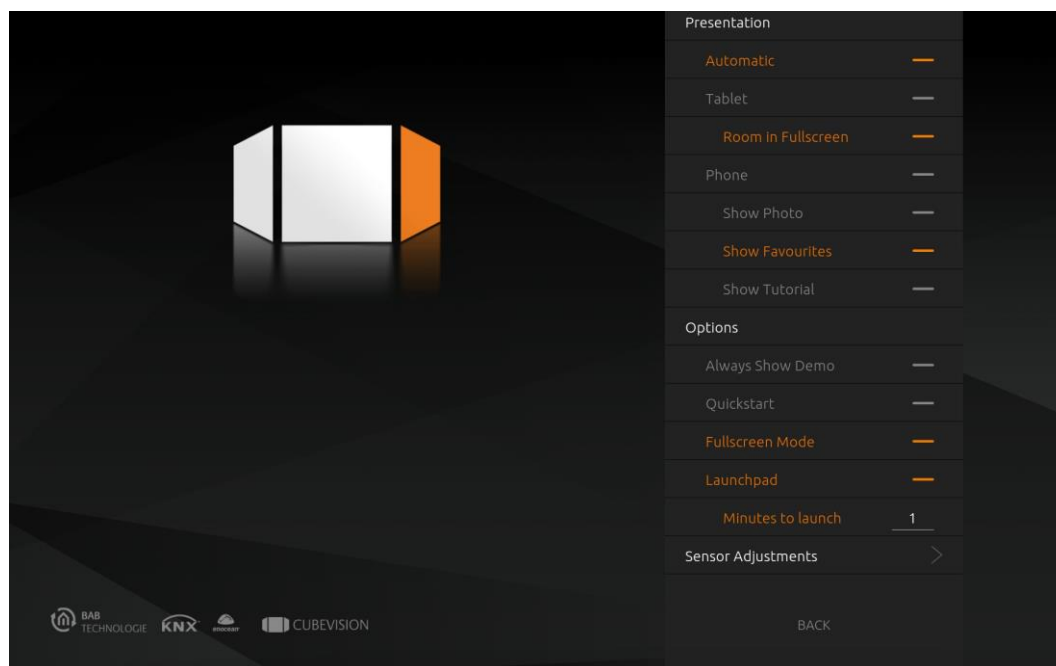 Presentation
Automatic
Tablet
Room in Fullscreen
Phone
Show Photo
Show Favourites
Show Tutorial
Options
Always Show Demo
Quickstart
Fullscreen Mode
Launchpad
Minutes to launch 1
Sensor Adjustments
BACK
BAB
TECHNOLOGIE KNX enocean CUBEVISION